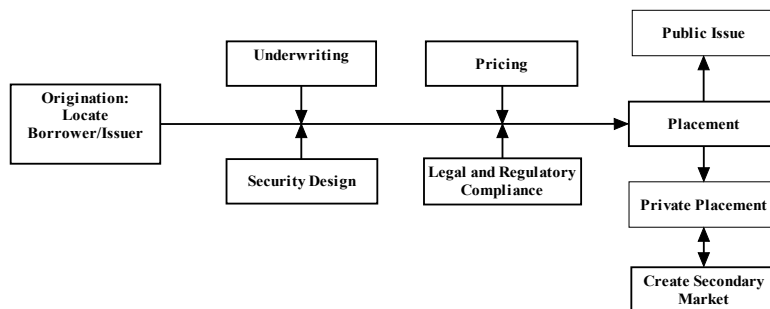 Public Issue
Underwriting
Pricing
Origination:
Locate
Borrower/Issuer
Placement
Security Design
Legal and Regulatory
Compliance
Private Placement
Create Secondary
Market